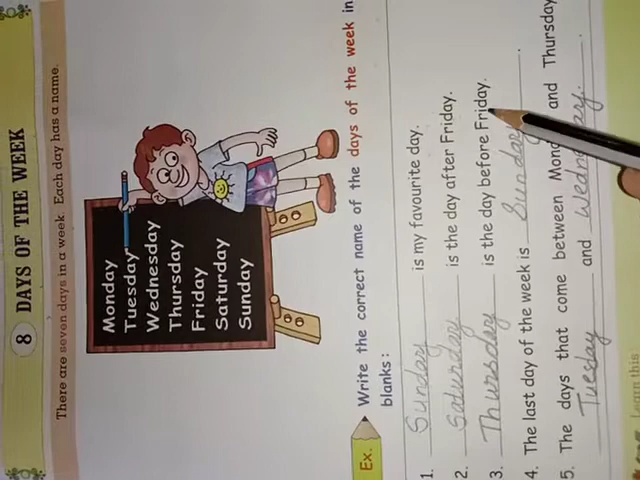 8 DAYS OF THE WEEK
There are seven days in a week. Each day has a name.
Monday
Tuesday
Wednesday
Thursday
Friday
Saturday
Sunday
Ex. Write the correct name of the days of the week in
blanks:
1. Sunday is my favourite day.
2. Saturday is the day after Friday.
3. Thursday is the day before Friday.
4. The last day of the week is Sunday.
5. The days that come between and Thursday
Tuesday and Wednesday.
Learn this